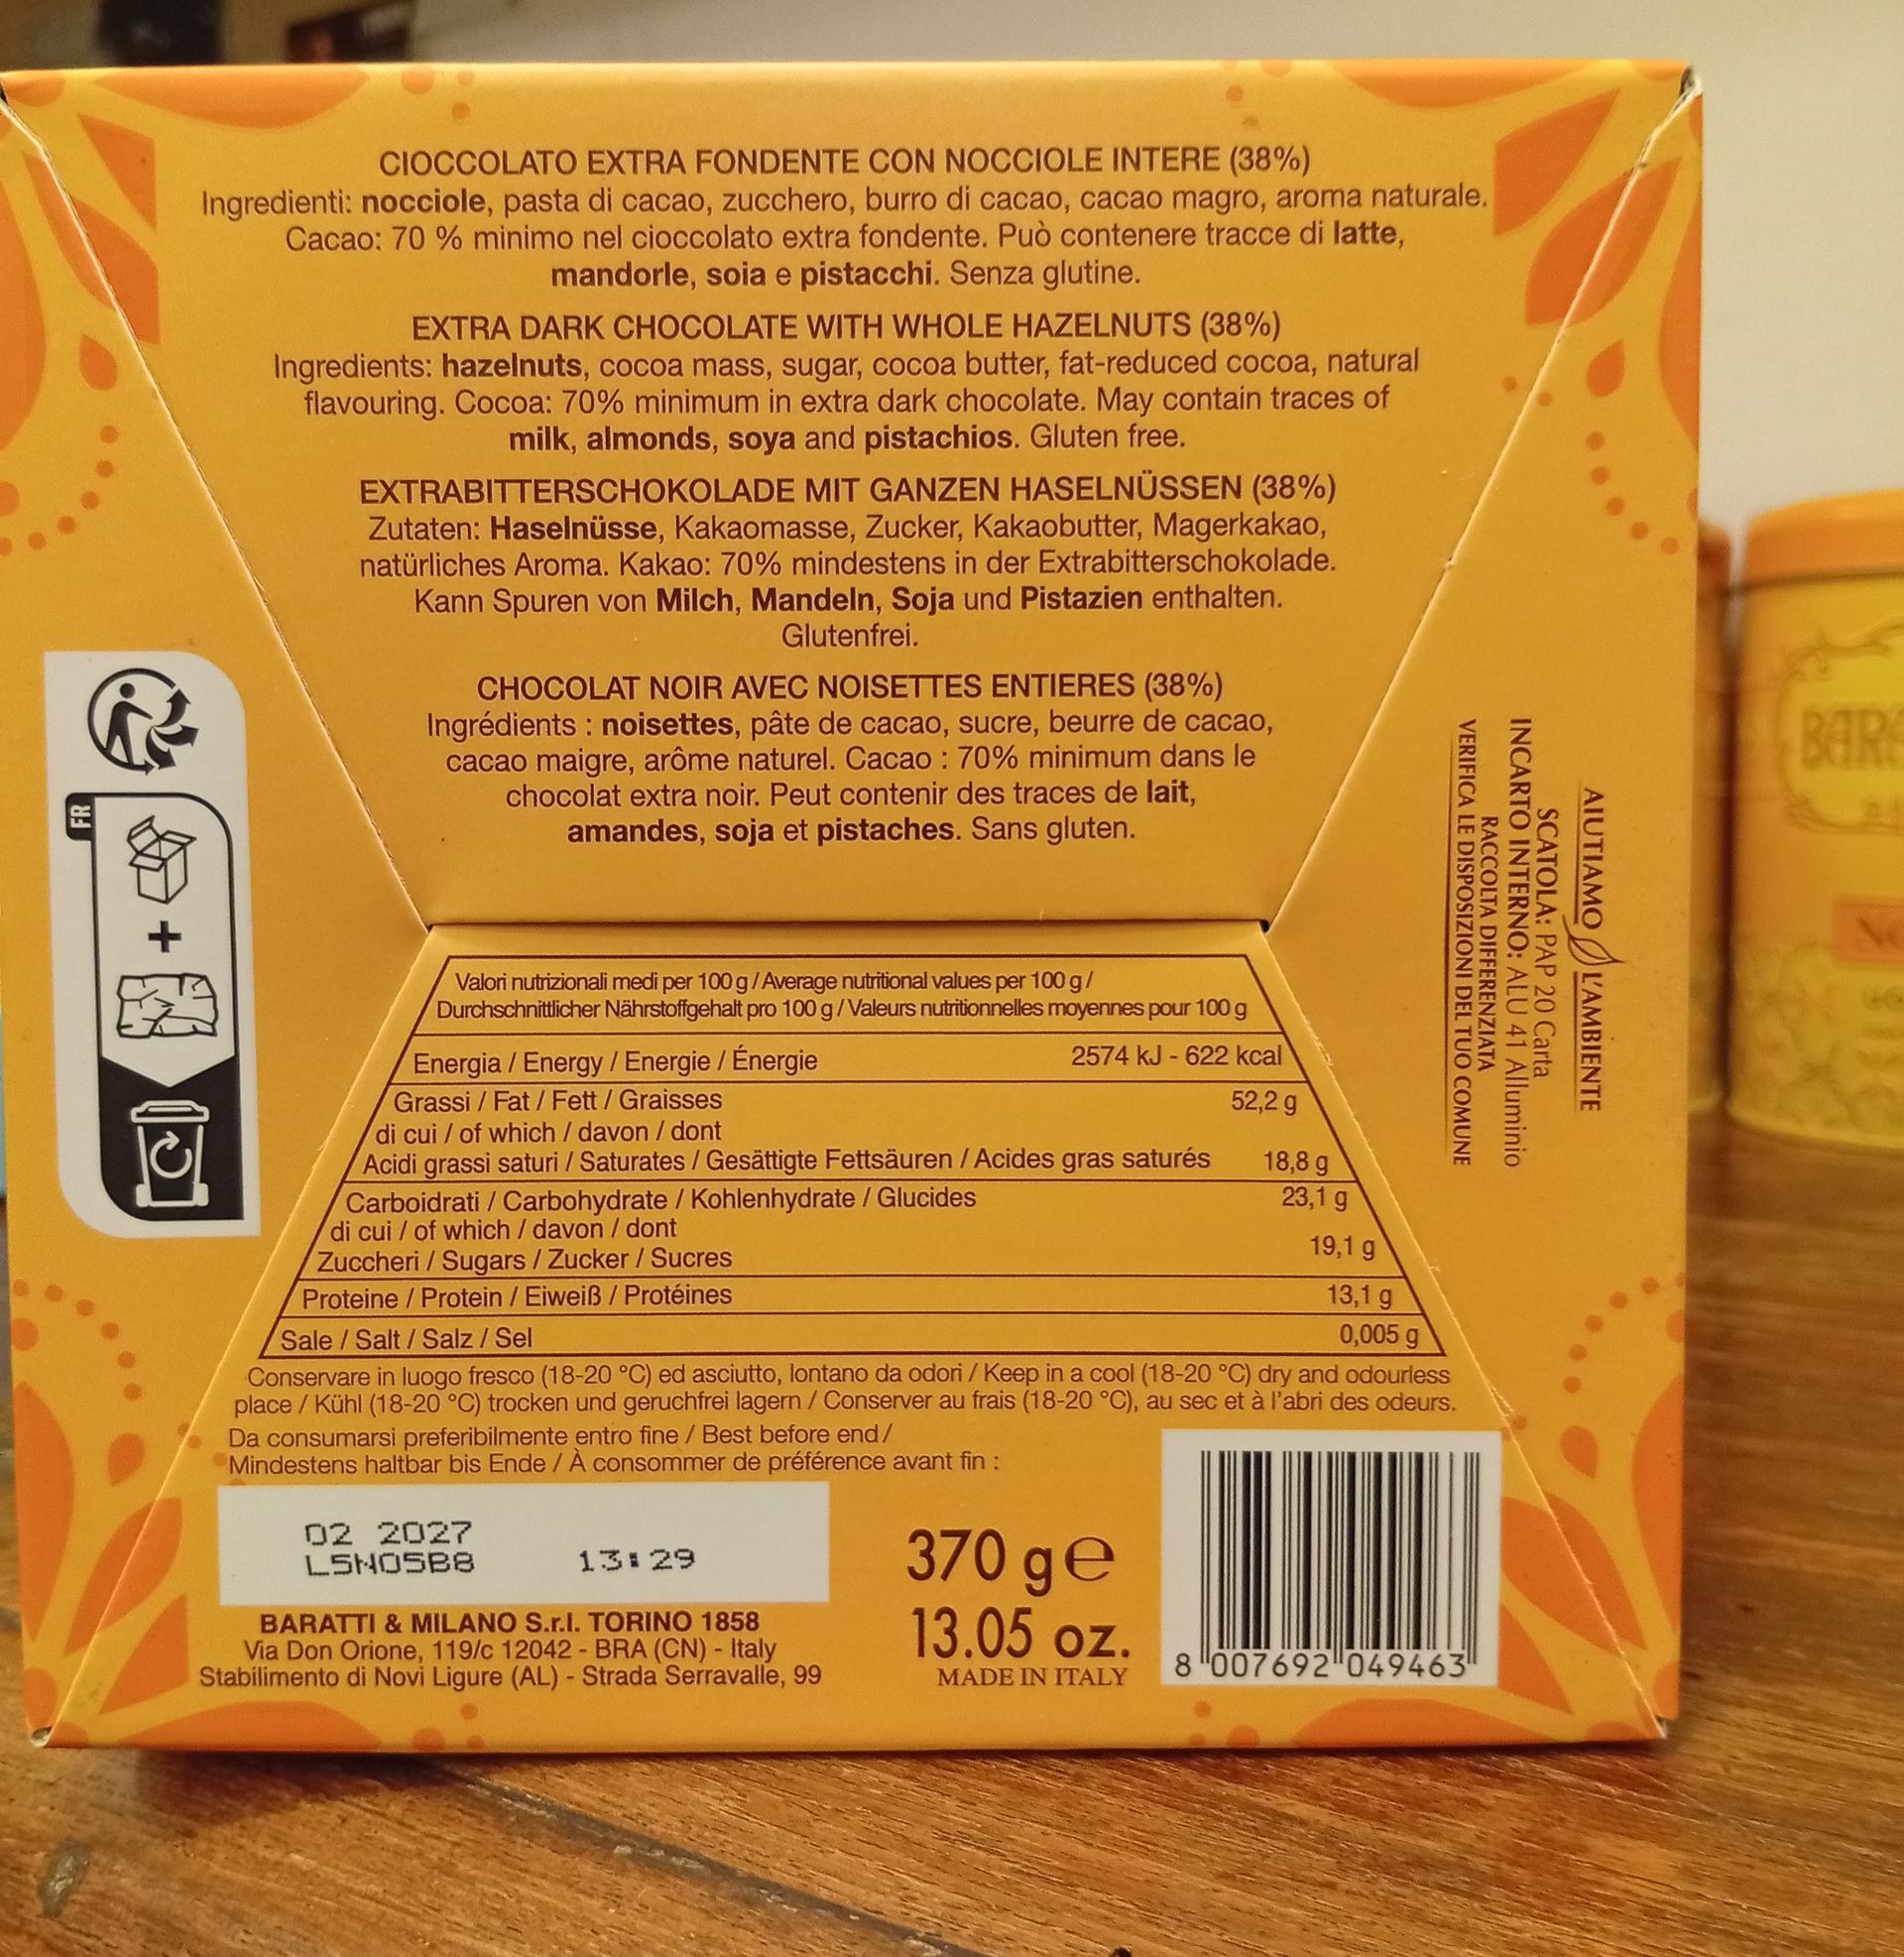 CIOCCOLATO EXTRA FONDENTE CON NOCCIOLE INTERE (38%)
Ingredienti: nocciole, pasta di cacao, zucchero, burro di cacao, cacao magro, aroma naturale.
Cacao: 70 % minimo nel cioccolato extra fondente. Può contenere tracce di latte,
mandorle, soia e pistacchi. Senza glutine.
EXTRA DARK CHOCOLATE WITH WHOLE HAZELNUTS (38%)
Ingredients: hazelnuts, cocoa mass, sugar, cocoa butter, fat-reduced cocoa, natural
flavouring. Cocoa: 70% minimum in extra dark chocolate. May contain traces of
milk, almonds, soya and pistachios. Gluten free.
EXTRABITTERSCHOKOLADE MIT GANZEN HASELNÜSSEN (38%)
Zutaten: Haselnüsse, Kakaomasse, Zucker, Kakaobutter, Magerkakao,
natürliches Aroma. Kakao: 70% mindestens in der Extrabitterschokolade.
Kann Spuren von Milch, Mandeln, Soja und Pistazien enthalten.
Glutenfrei.
CHOCOLAT NOIR AVEC NOISETTES ENTIERES (38%)
Ingrédients : noisettes, pâte de cacao, sucre, beurre de cacao,
cacao maigre, arôme naturel. Cacao : 70% minimum dans le
chocolat extra noir. Peut contenir des traces de lait,
amandes, soja et pistaches. Sans gluten.
FR
+
AIUTIAMO L'AMBIENTE
SCATOLA: PAP 20 Carta
INCARTO INTERNO: ALU 41 Alluminio
RACCOLTA DIFFERENZIATA
VERIFICA LE DISPOSIZIONI DEL TUO COMUNE
Valori nutrizionali medi per 100 g / Average nutritional values per 100 g /
Durchschnittlicher Nährstoffgehalt pro 100 g / Valeurs nutritionnelles moyennes pour 100 g
Energia / Energy / Energie / Énergie 2574 kJ - 622 kcal
Grassi / Fat / Fett / Graisses 52,2 g
di cui / of which / davon / dont
Acidi grassi saturi / Saturates / Gesättigte Fettsäuren / Acides gras saturés 18,8 g
Carboidrati / Carbohydrate / Kohlenhydrate / Glucides 23,1 g
di cui / of which / davon / dont
Zuccheri / Sugars / Zucker / Sucres 19,1 g
Proteine / Protein / Eiweiß / Protéines 13,1 g
Sale / Salt / Salz / Sel 0,005 g
Conservare in luogo fresco (18-20 °C) ed asciutto, lontano da odori / Keep in a cool (18-20 °C) dry and odourless
place / Kühl (18-20 °C) trocken und geruchfrei lagern / Conserver au frais (18-20 °C), au sec et à l'abri des odeurs.
Da consumarsi preferibilmente entro fine / Best before end /
Mindestens haltbar bis Ende / À consommer de préférence avant fin :
02 2027
L5N05B8 13:29
BARATTI & MILANO S.r.l. TORINO 1858
Via Don Orione, 119/c 12042 - BRA (CN) - Italy
Stabilimento di Novi Ligure (AL) - Strada Serravalle, 99
370 g e
13.05 oz.
MADE IN ITALY
8 007692 049463